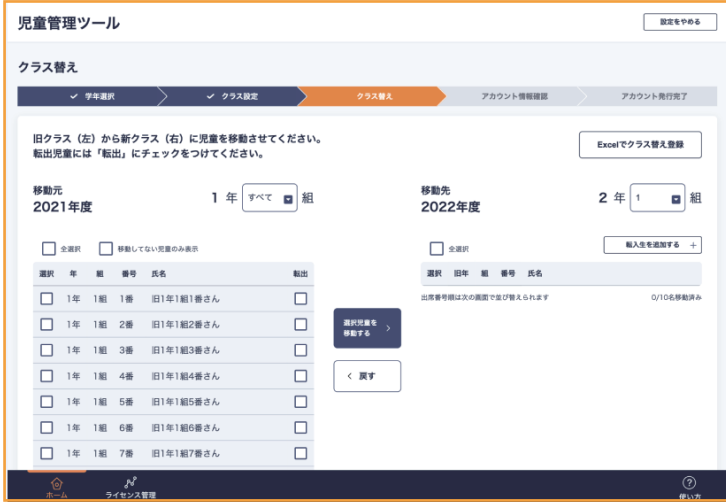 児童管理ツール
設定をやめる
クラス替え
学年選択
クラス設定
クラス替え
アカウント情報確認
アカウント発行完了
旧クラス（左）から新クラス（右）に児童を移動させてください。
転出児童には「転出」にチェックをつけてください。
Excelでクラス替え登録
移動元
2021年度
1 年 すべて 組
移動先
2022年度
2 年 1 組
全選択 移動してない児童のみ表示
全選択
転入生を追加する ＋
選択 年 組 番号 氏名 転出
選択 旧年 組 番号 氏名
1年 1組 1番 旧1年1組1番さん
1年 1組 2番 旧1年1組2番さん
1年 1組 3番 旧1年1組3番さん
1年 1組 4番 旧1年1組4番さん
1年 1組 5番 旧1年1組5番さん
1年 1組 6番 旧1年1組6番さん
1年 1組 7番 旧1年1組7番さん
選択児童を
移動する
戻す
出席番号順は次の画面で並び替えられます
0/10名移動済み
ホーム
ライセンス管理
使い方